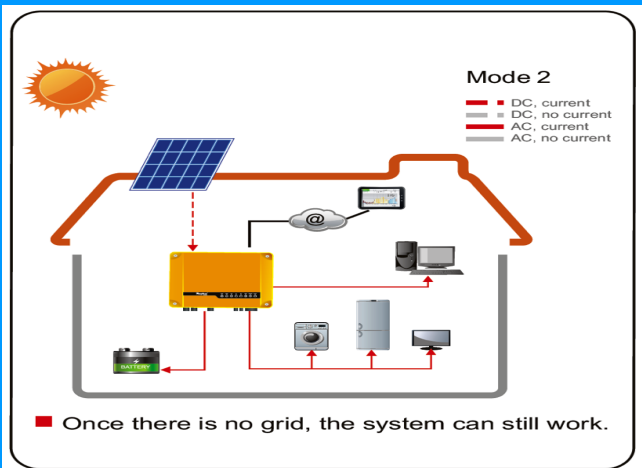 Mode 2
DC, current
DC, no current
AC, current
AC, no current
@
BATTERY
Once there is no grid, the system can still work.